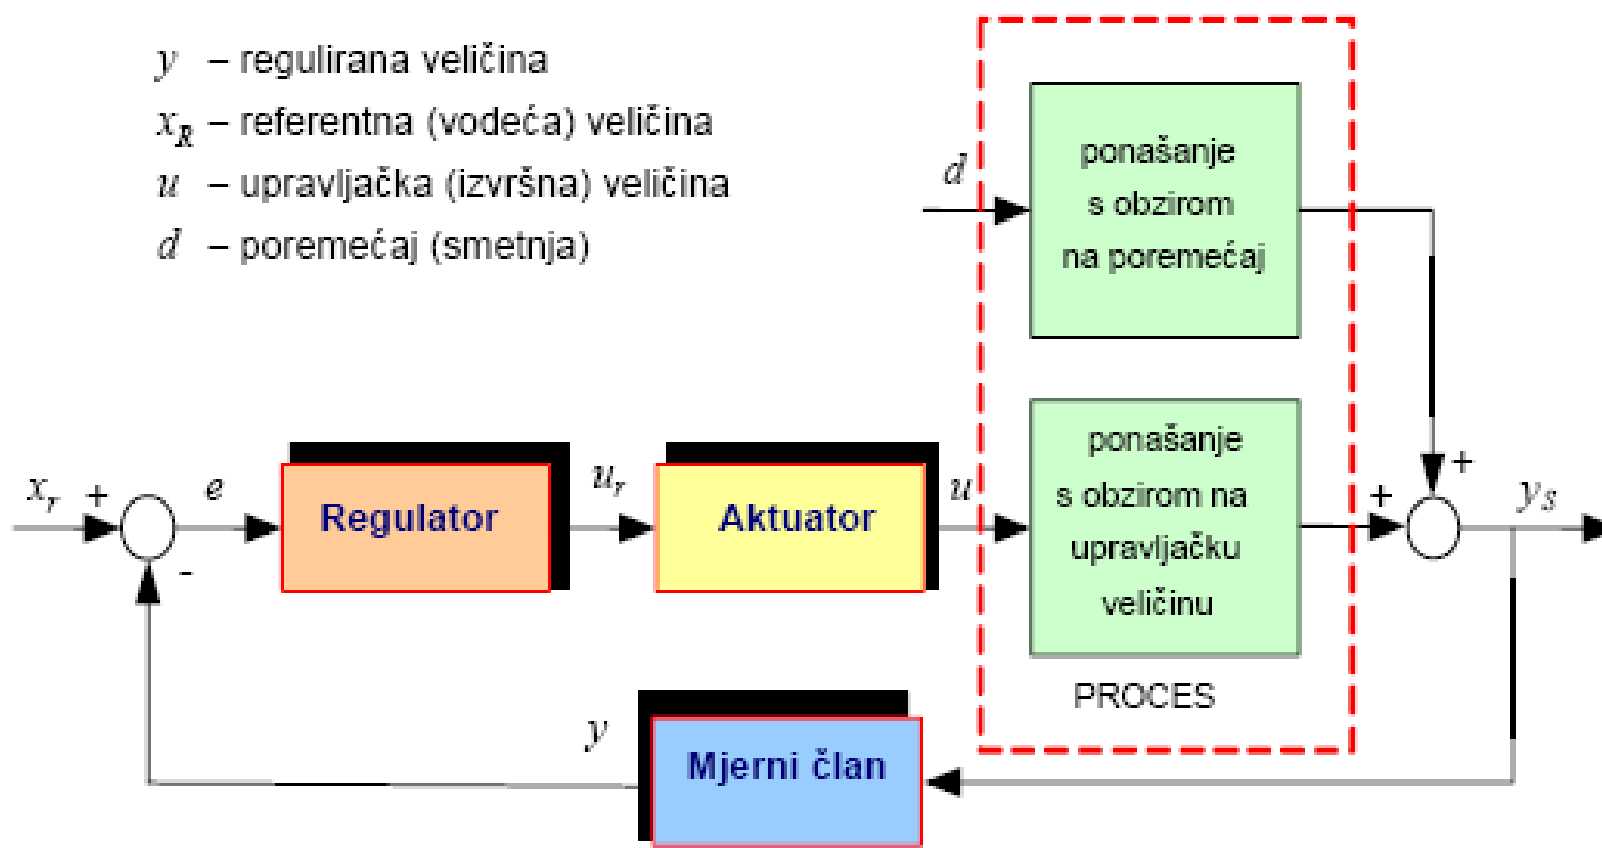 y – regulirana veličina
x_R – referentna (vodeća) veličina
u – upravljačka (izvršna) veličina
d – poremećaj (smetnja)
d
ponašanje
s obzirom
na poremećaj
x_r
+
-
e
Regulator
u_r
Aktuator
u
ponašanje
s obzirom na
upravljačku
veličinu
PROCES
+
+
y_S
y
Mjerni član